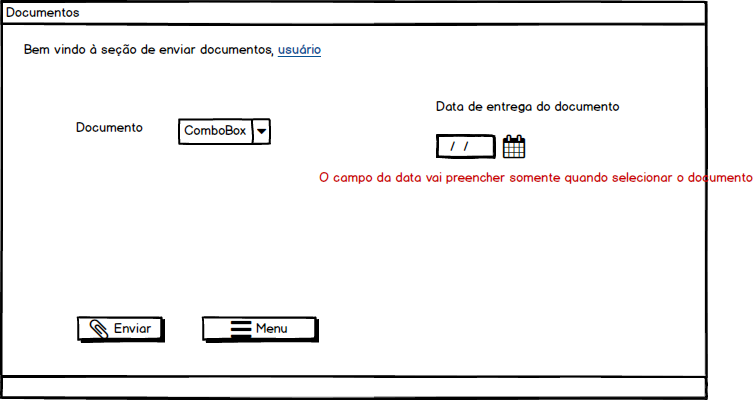 Documentos
Bem vindo à seção de enviar documentos, usuário
Data de entrega do documento
Documento
ComboBox
/ /
O campo da data vai preencher somente quando selecionar o documento
Enviar
Menu